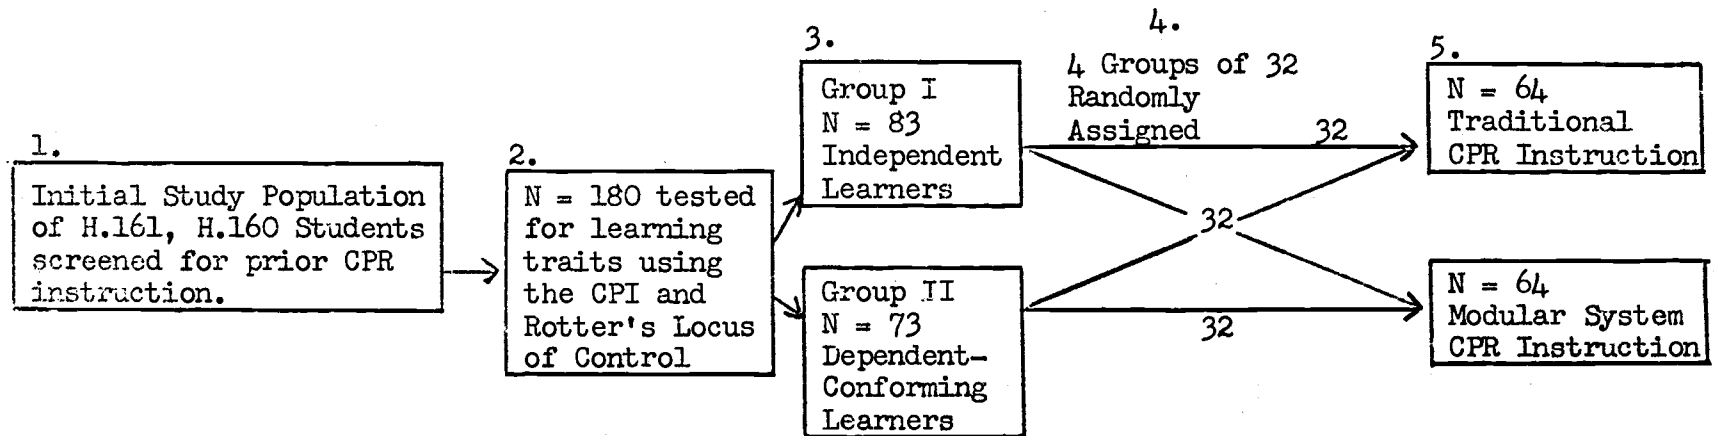 1.
Initial Study Population
of H.161, H.160 Students
screened for prior CPR
instruction.
2.
N = 180 tested
for learning
traits using
the CPI and
Rotter's Locus
of Control
3.
Group I
N = 83
Independent
Learners
Group II
N = 73
Dependent-
Conforming
Learners
4.
4 Groups of 32
Randomly
Assigned
32
32
32
5.
N = 64
Traditional
CPR Instruction
N = 64
Modular System
CPR Instruction